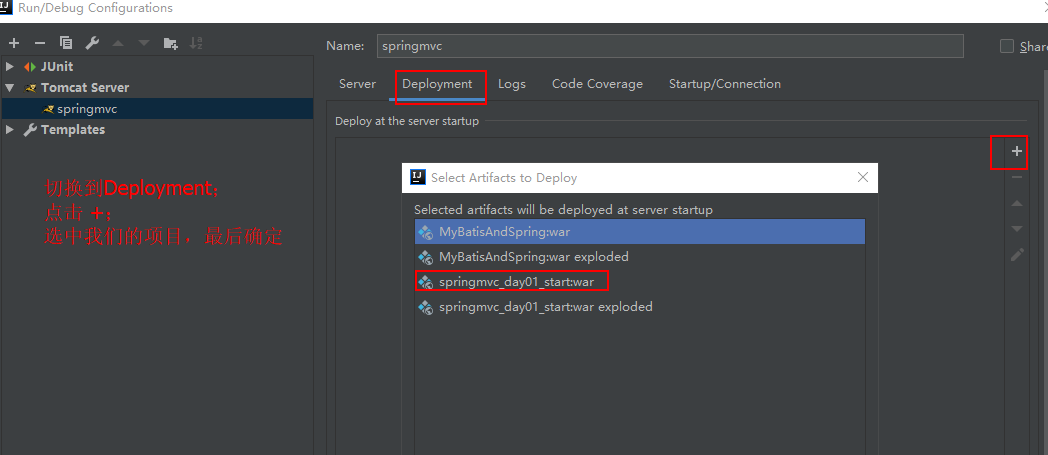 Run/Debug Configurations
Name: springmvc
Share
JUnit
Tomcat Server
springmvc
Templates
Server Deployment Logs Code Coverage Startup/Connection
Deploy at the server startup
Select Artifacts to Deploy
Selected artifacts will be deployed at server startup
MyBatisAndSpring:war
MyBatisAndSpring:war exploded
springmvc_day01_start:war
springmvc_day01_start:war exploded
切换到Deployment;
点击 +;
选中我们的项目，最后确定